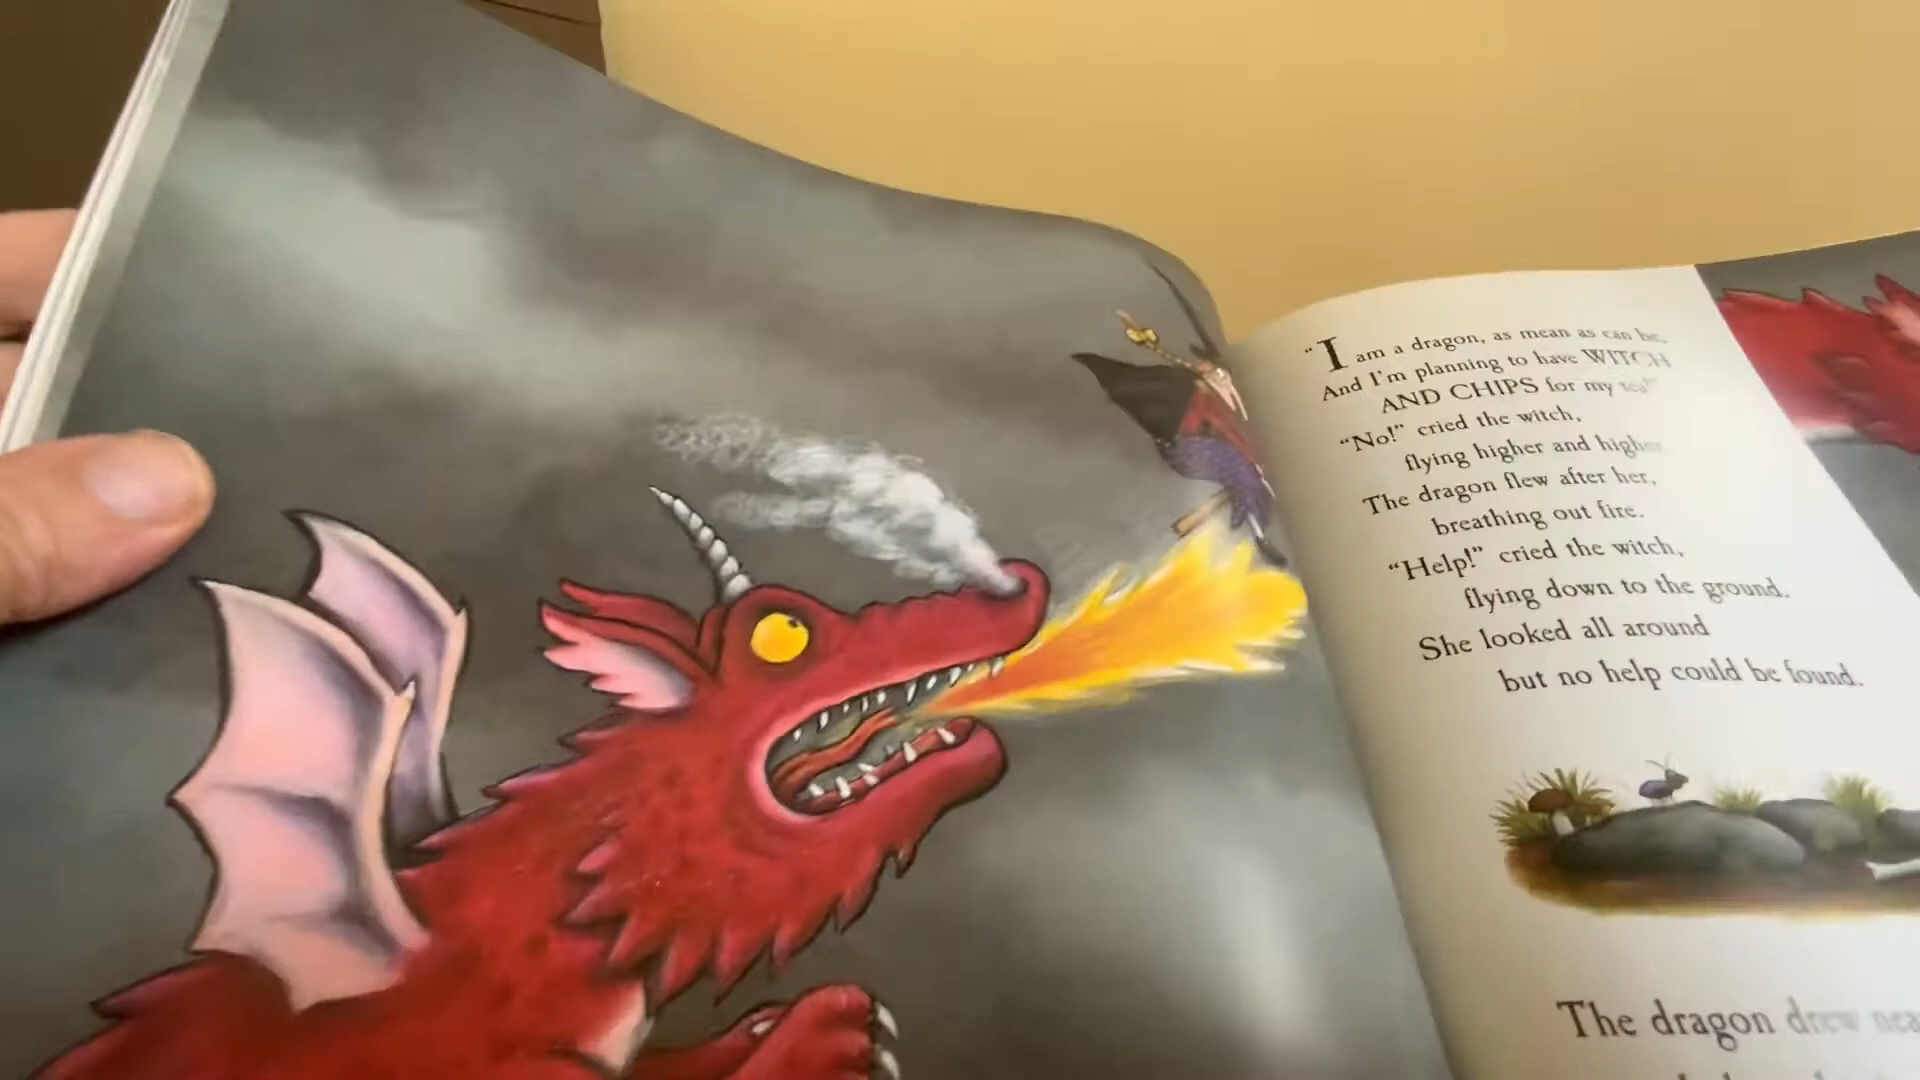 "I am a dragon, as mean as can be,
And I'm planning to have WITCH
AND CHIPS for my tea!"
"No!" cried the witch,
flying higher and higher.
The dragon flew after her,
breathing out fire.
"Help!" cried the witch,
flying down to the ground.
She looked all around
but no help could be found.
The dragon drew